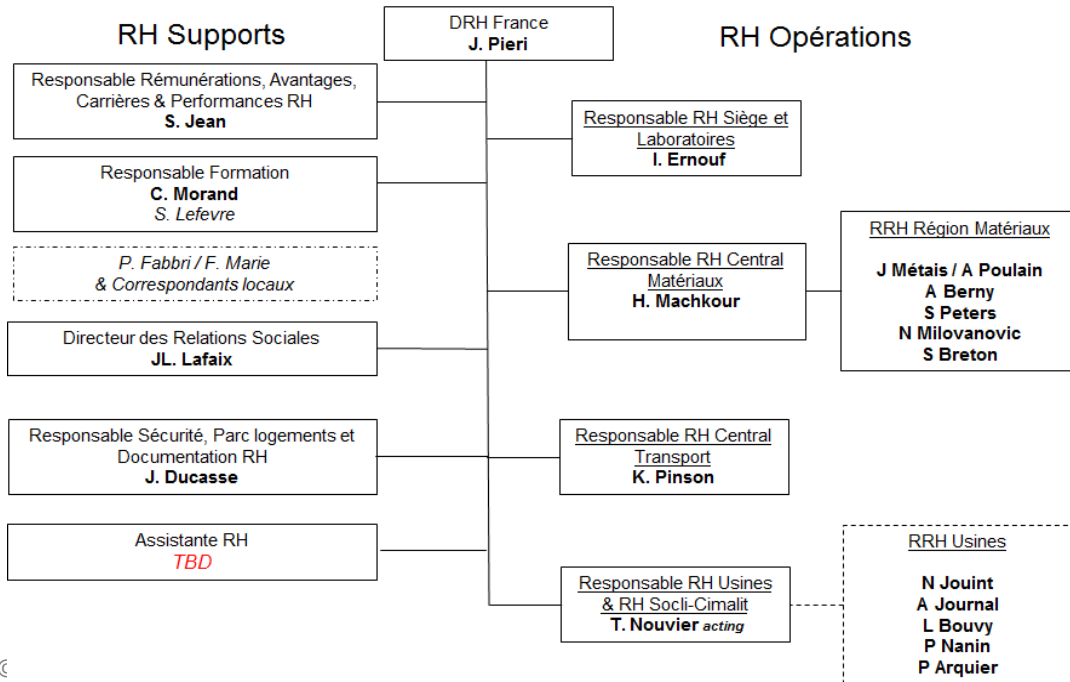 RH Supports
DRH France
J. Pieri
RH Opérations
Responsable Rémunérations, Avantages,
Carrières & Performances RH
S. Jean
Responsable Formation
C. Morand
S. Lefevre
P. Fabbri / F. Marie
& Correspondants locaux
Directeur des Relations Sociales
JL. Lafaix
Responsable Sécurité, Parc logements et
Documentation RH
J. Ducasse
Assistante RH
TBD
Responsable RH Siège et
Laboratoires
I. Ernouf
Responsable RH Central
Matériaux
H. Machkour
RRH Région Matériaux
J Métais / A Poulain
A Berny
S Peters
N Milovanovic
S Breton
Responsable RH Central
Transport
K. Pinson
Responsable RH Usines
& RH Socli-Cimalit
T. Nouvier acting
RRH Usines
N Jouint
A Journal
L Bouvy
P Nanin
P Arquier
©